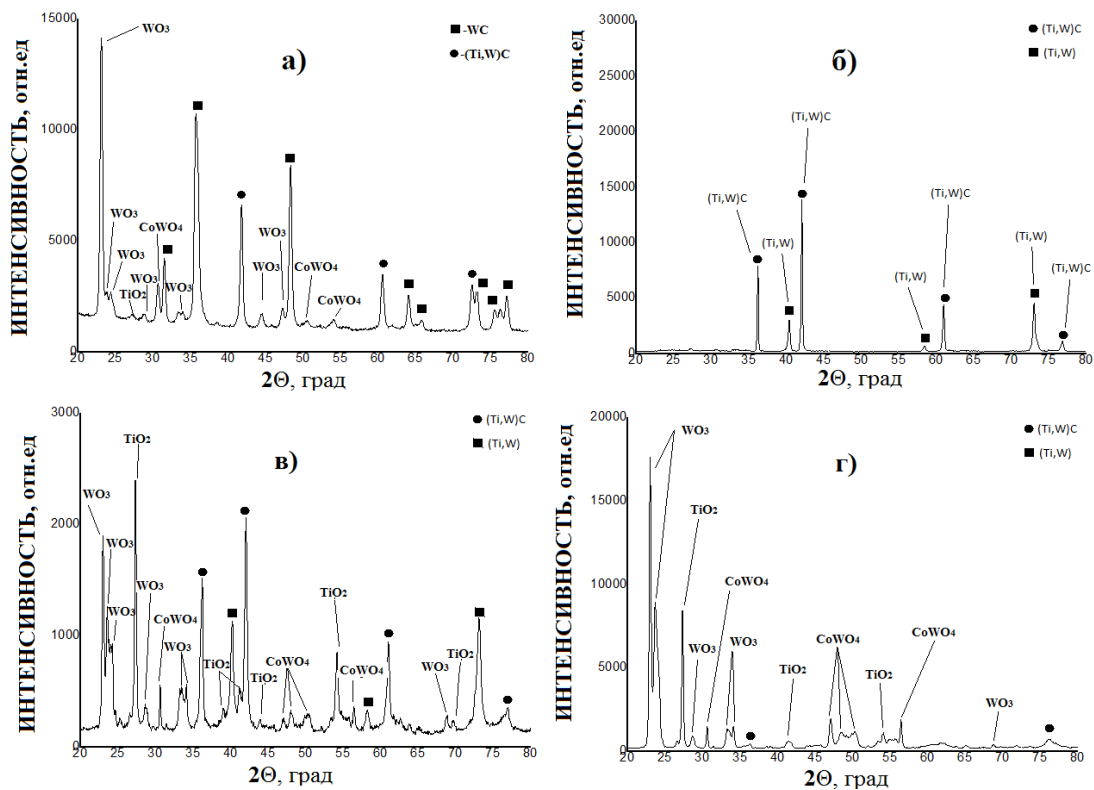 ИНТЕНСИВНОСТЬ, отн.ед
15000
10000
5000
0
а)
WO3
■ -WC
● -(Ti,W)C
WO3
WO3
TiO2
WO3
CoWO4
WO3
WO3
WO3
CoWO4
CoWO4
20 25 30 35 40 45 50 55 60 65 70 75 80
2Θ, град
ИНТЕНСИВНОСТЬ, отн.ед
30000
25000
20000
15000
10000
5000
0
б)
● (Ti,W)C
■ (Ti,W)
(Ti,W)C
(Ti,W)
(Ti,W)C
(Ti,W)
(Ti,W)C
(Ti,W)
(Ti,W)C
20 25 30 35 40 45 50 55 60 65 70 75 80
2Θ, град
ИНТЕНСИВНОСТЬ, отн.ед
3000
2000
1000
0
в)
● (Ti,W)C
■ (Ti,W)
WO3
WO3
WO3
TiO2
WO3
CoWO4
WO3
TiO2
TiO2
CoWO4
TiO2
CoWO4
WO3
TiO2
20 25 30 35 40 45 50 55 60 65 70 75 80
2Θ, град
ИНТЕНСИВНОСТЬ, отн.ед
20000
15000
10000
5000
0
г)
● (Ti,W)C
■ (Ti,W)
WO3
TiO2
WO3
CoWO4
WO3
TiO2
CoWO4
TiO2
CoWO4
WO3
20 25 30 35 40 45 50 55 60 65 70 75 80
2Θ, град